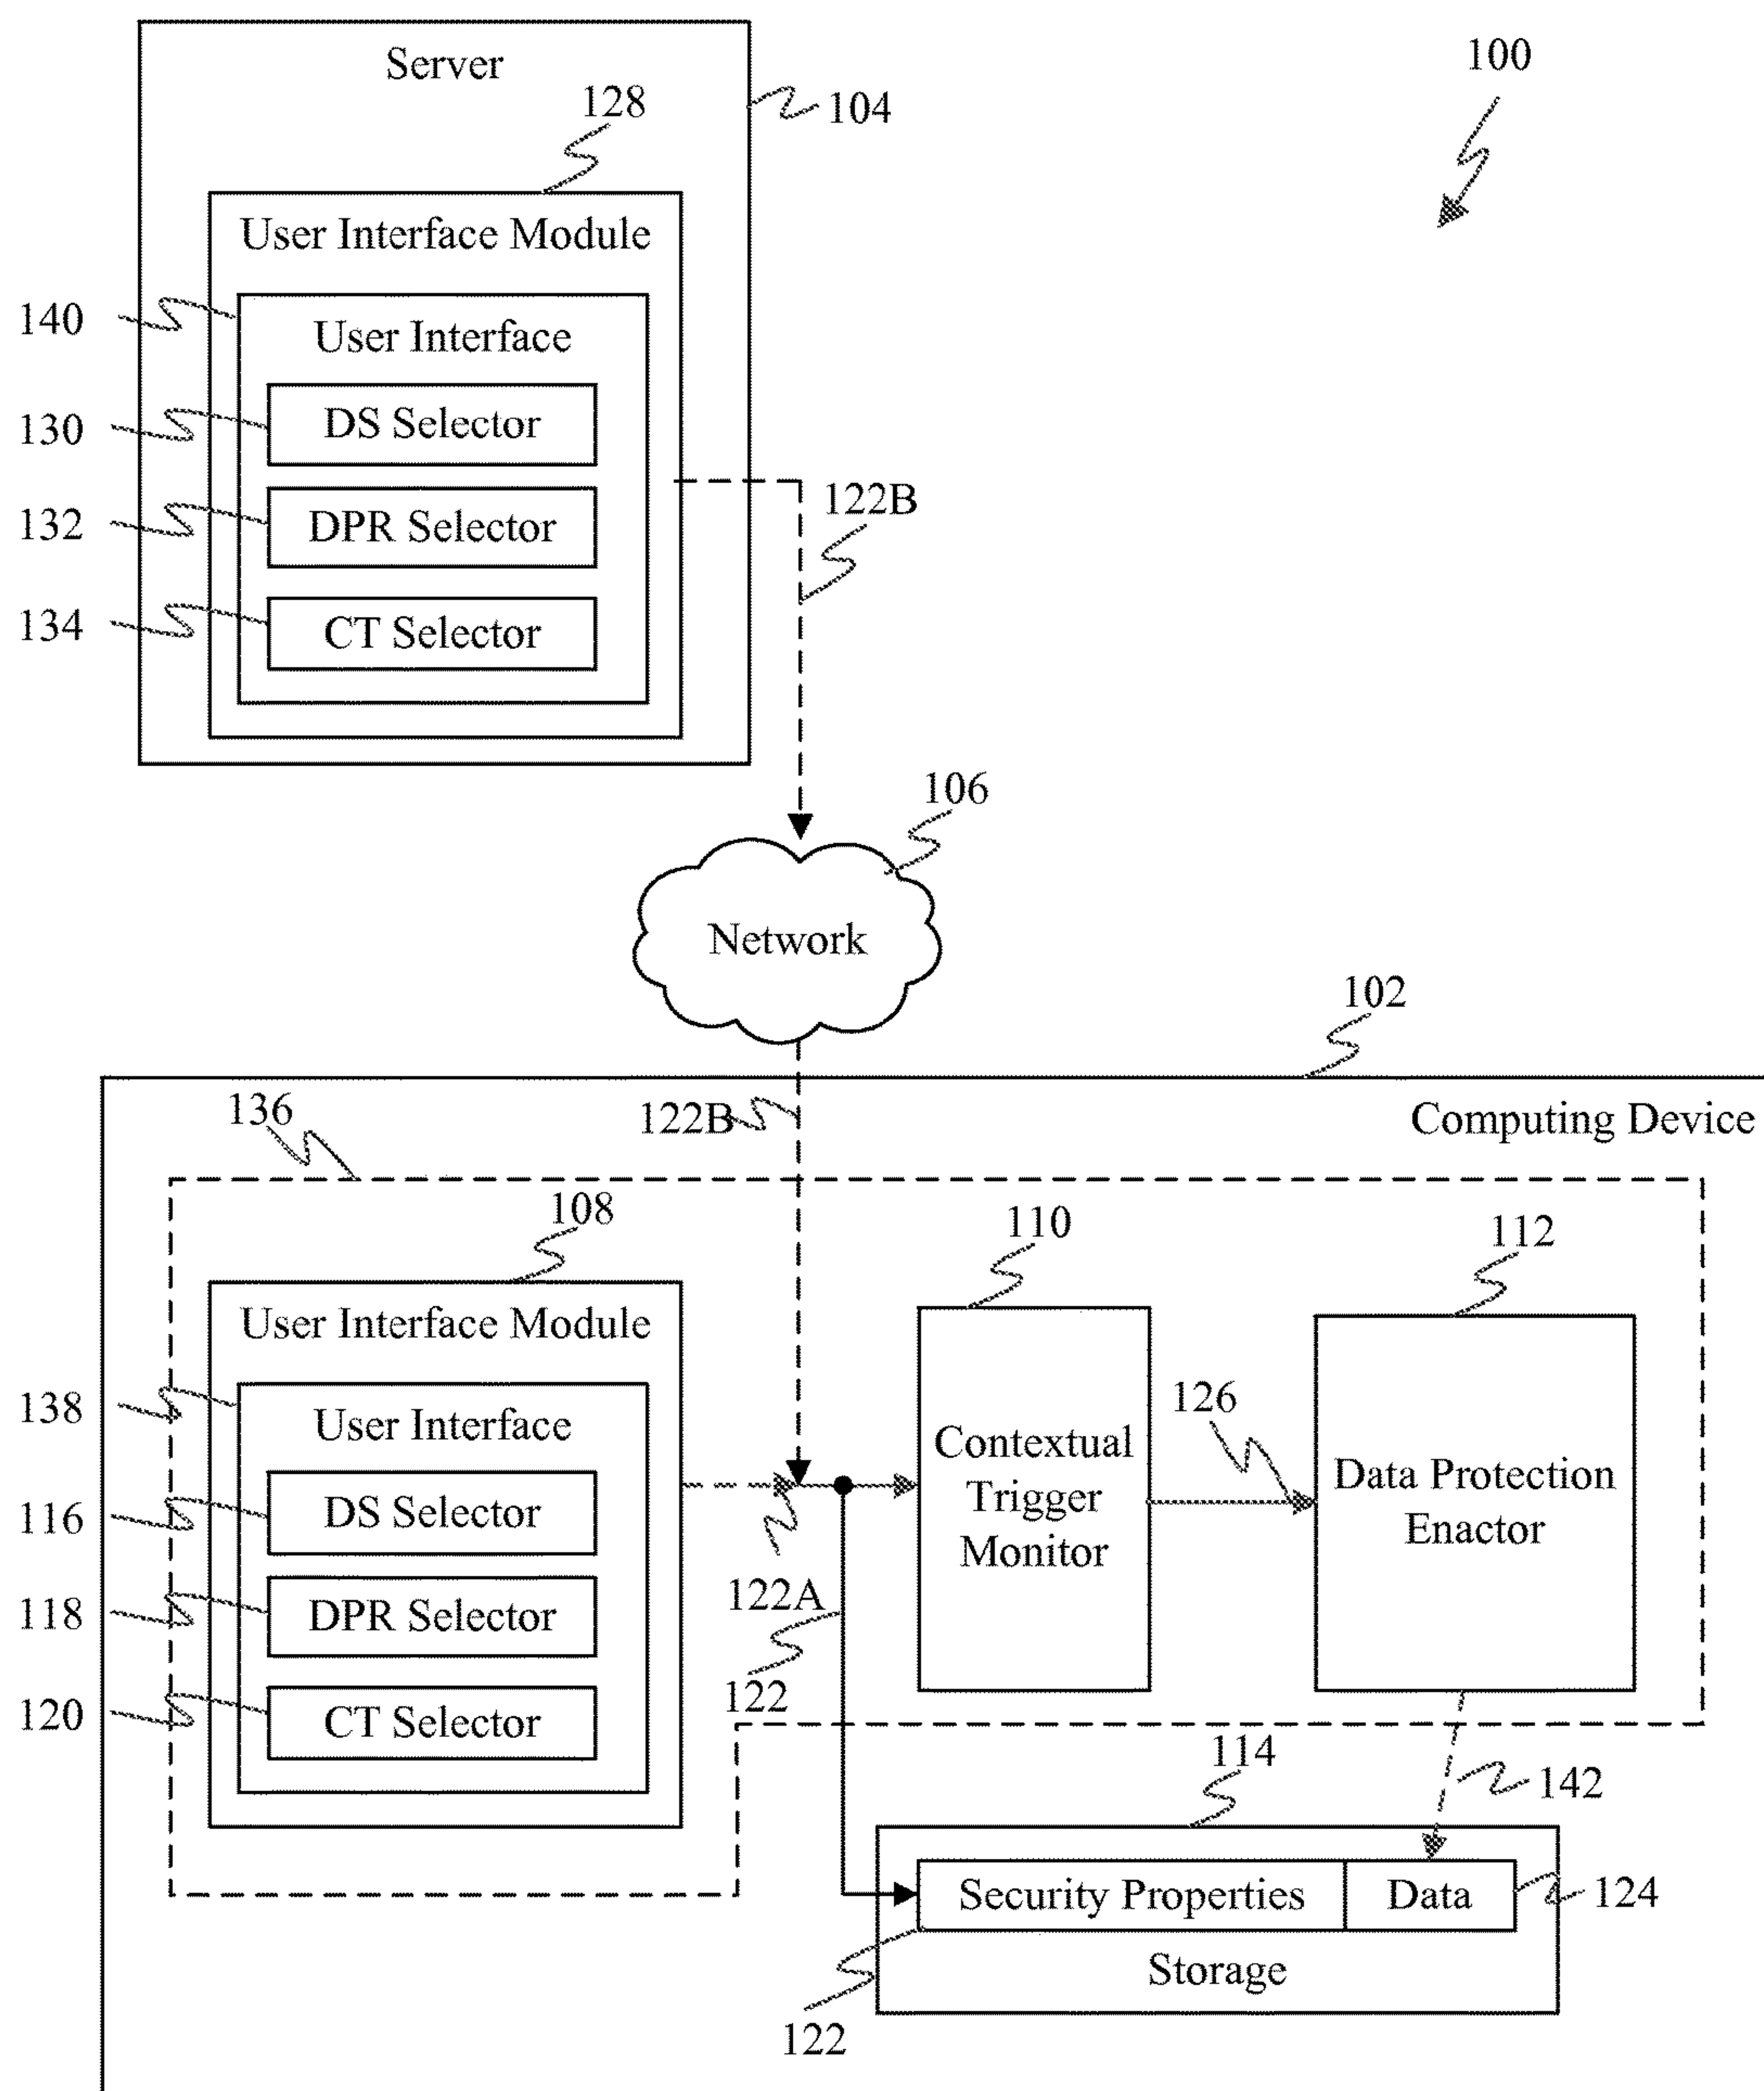 Server
100
104
128
User Interface Module
140
User Interface
130
DS Selector
122B
132
DPR Selector
134
CT Selector
106
Network
102
Computing Device
136
122B
108
110
112
User Interface Module
138
User Interface
126
Contextual
Trigger
Monitor
Data Protection
Enactor
116
DS Selector
122A
118
DPR Selector
122
120
CT Selector
114
142
Security Properties
Data
124
Storage
122